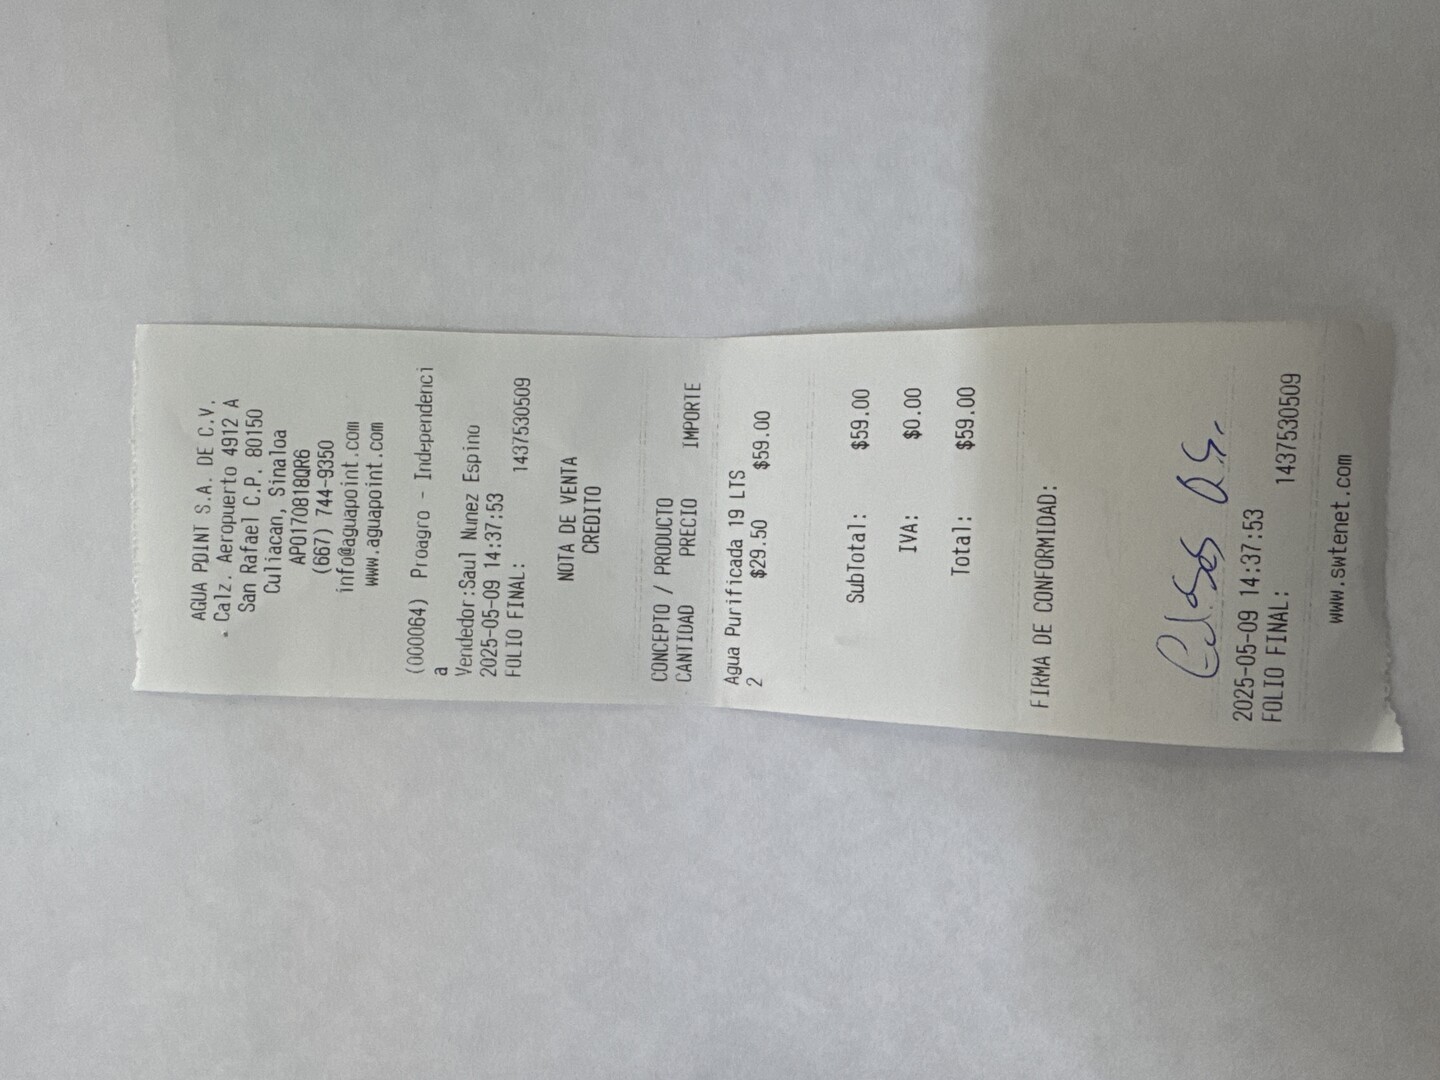 AGUA POINT S.A. DE C.V.
Calz. Aeropuerto 4912 A
San Rafael C.P. 80150
Culiacan, Sinaloa
APO170818QR6
(667) 744-9350
info@aguapoint.com
www.aguapoint.com
(000064) Proagro - Independenci
a
Vendedor:Saul Nunez Espino
2025-05-09 14:37:53
FOLIO FINAL: 1437530509
NOTA DE VENTA
CREDITO
CONCEPTO / PRODUCTO
CANTIDAD PRECIO IMPORTE
Agua Purificada 19 LTS
2 $29.50 $59.00
SubTotal: $59.00
IVA: $0.00
Total: $59.00
FIRMA DE CONFORMIDAD:
2025-05-09 14:37:53
FOLIO FINAL: 1437530509
www.swtenet.com